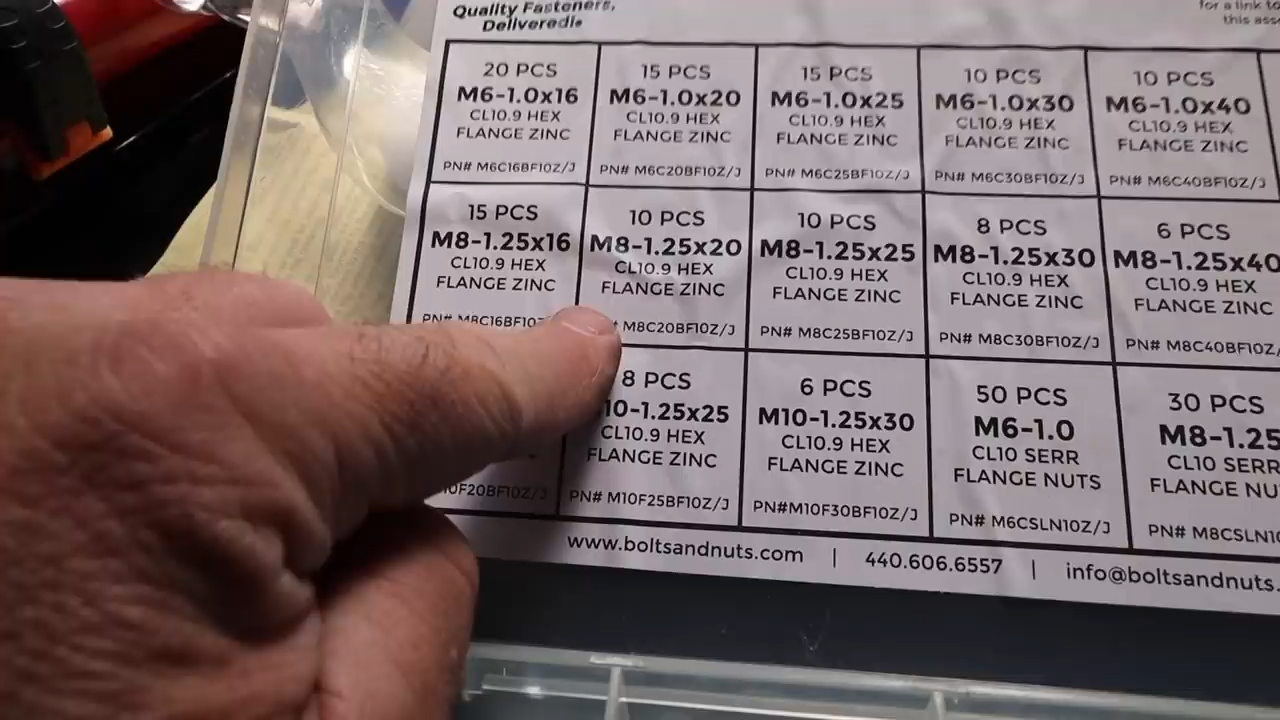 Quality Fasteners,
Delivered!
for a link to
this ass
20 PCS
M6-1.0x16
CL10.9 HEX
FLANGE ZINC
PN# M6C16BF10Z/J
15 PCS
M6-1.0x20
CL10.9 HEX
FLANGE ZINC
PN# M6C20BF10Z/J
15 PCS
M6-1.0x25
CL10.9 HEX
FLANGE ZINC
PN# M6C25BF10Z/J
10 PCS
M6-1.0x30
CL10.9 HEX
FLANGE ZINC
PN# M6C30BF10Z/J
10 PCS
M6-1.0x40
CL10.9 HEX
FLANGE ZINC
PN# M6C40BF10Z/J
15 PCS
M8-1.25x16
CL10.9 HEX
FLANGE ZINC
PN# M8C16BF10Z
10 PCS
M8-1.25x20
CL10.9 HEX
FLANGE ZINC
M8C20BF10Z/J
10 PCS
M8-1.25x25
CL10.9 HEX
FLANGE ZINC
PN# M8C25BF10Z/J
8 PCS
M8-1.25x30
CL10.9 HEX
FLANGE ZINC
PN# M8C30BF10Z/J
6 PCS
M8-1.25x40
CL10.9 HEX
FLANGE ZINC
PN# M8C40BF10Z/
10F20BF10Z/J
8 PCS
10-1.25x25
CL10.9 HEX
FLANGE ZINC
PN# M10F25BF10Z/J
6 PCS
M10-1.25x30
CL10.9 HEX
FLANGE ZINC
PN#M10F30BF10Z/J
50 PCS
M6-1.0
CL10 SERR
FLANGE NUTS
PN# M6CSLN10Z/J
30 PCS
M8-1.25
CL10 SERR
FLANGE NU
PN# M8CSLN10
www.boltsandnuts.com | 440.606.6557 | info@boltsandnuts.